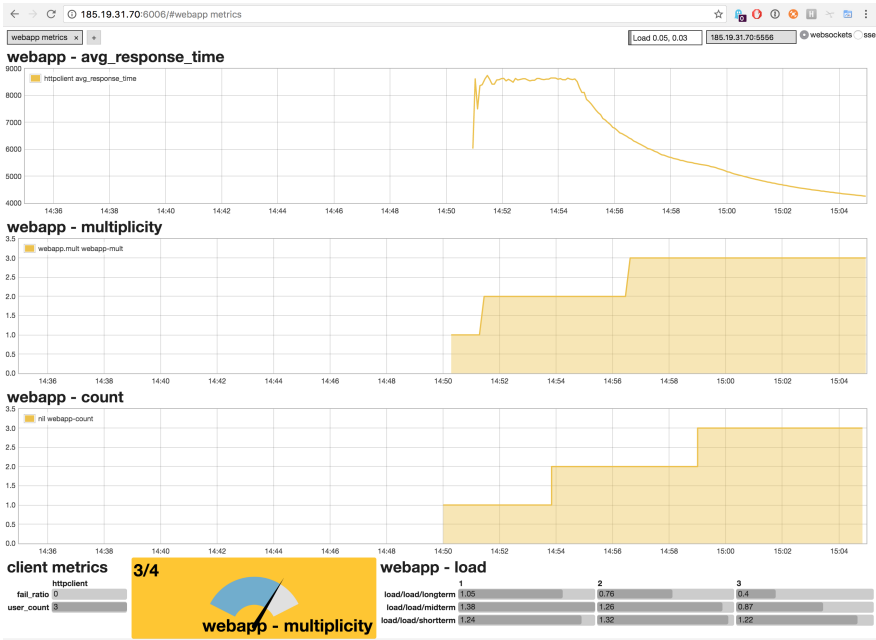 185.19.31.70:6006/#webapp metrics
webapp metrics × +
Load 0.05, 0.03 185.19.31.70:5556 websockets sse
webapp - avg_response_time
httpclient avg_response_time
9000
8000
7000
6000
5000
4000
14:36 14:38 14:40 14:42 14:44 14:46 14:48 14:50 14:52 14:54 14:56 14:58 15:00 15:02 15:04
webapp - multiplicity
webapp.mult webapp-mult
3.5
3.0
2.5
2.0
1.5
1.0
0.5
0.0
14:36 14:38 14:40 14:42 14:44 14:46 14:48 14:50 14:52 14:54 14:56 14:58 15:00 15:02 15:04
webapp - count
nil webapp-count
3.5
3.0
2.5
2.0
1.5
1.0
0.5
0.0
14:36 14:38 14:40 14:42 14:44 14:46 14:48 14:50 14:52 14:54 14:56 14:58 15:00 15:02 15:04
client metrics
httpclient
fail_ratio 0
user_count 3
3/4
webapp - multiplicity
webapp - load
1 2 3
load/load/longterm 1.05 0.76 0.4
load/load/midterm 1.38 1.26 0.87
load/load/shortterm 1.24 1.32 1.22